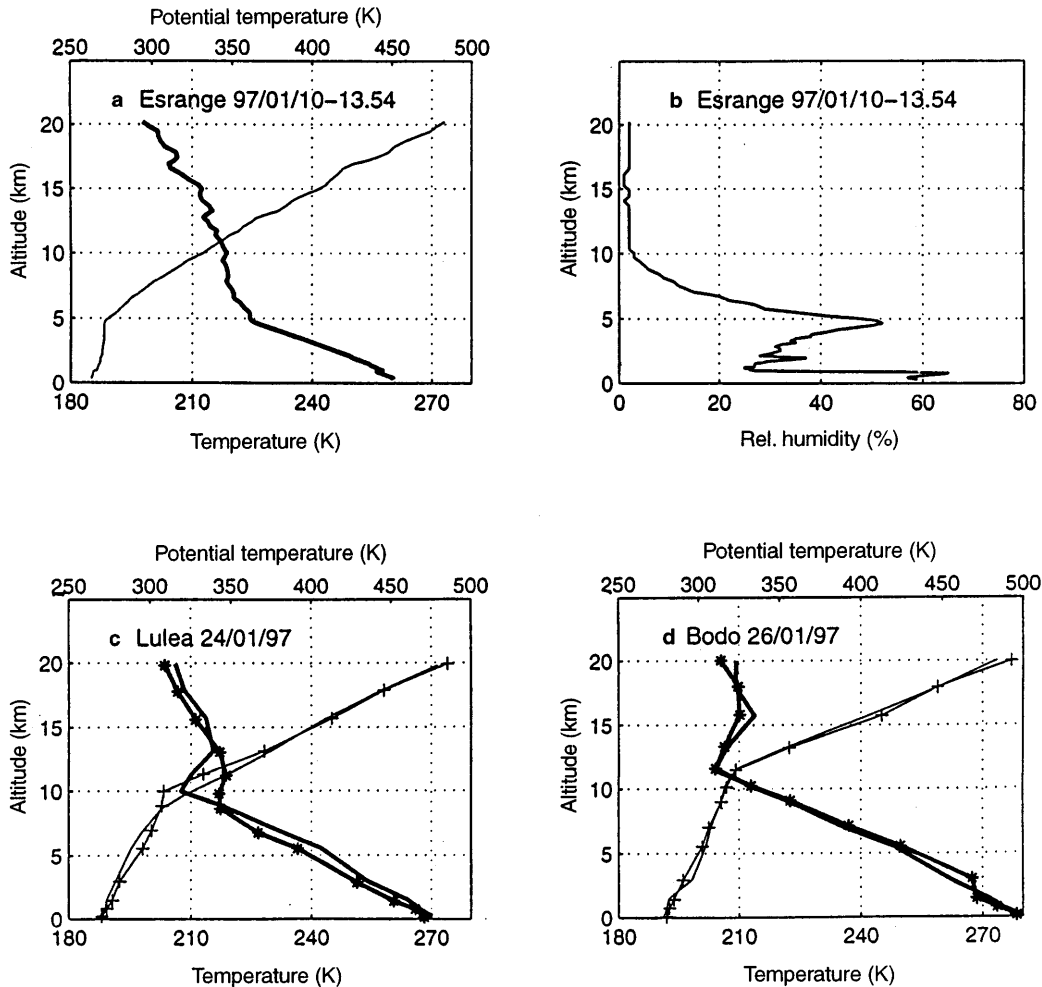 Potential temperature (K)
250 300 350 400 450 500
a Esrange 97/01/10–13.54
20
15
10
5
0
Altitude (km)
180 210 240 270
Temperature (K)
b Esrange 97/01/10–13.54
20
15
10
5
0
Altitude (km)
0 20 40 60 80
Rel. humidity (%)
Potential temperature (K)
250 300 350 400 450 500
c Lulea 24/01/97
20
15
10
5
0
Altitude (km)
180 210 240 270
Temperature (K)
Potential temperature (K)
250 300 350 400 450 500
d Bodo 26/01/97
20
15
10
5
0
Altitude (km)
180 210 240 270
Temperature (K)